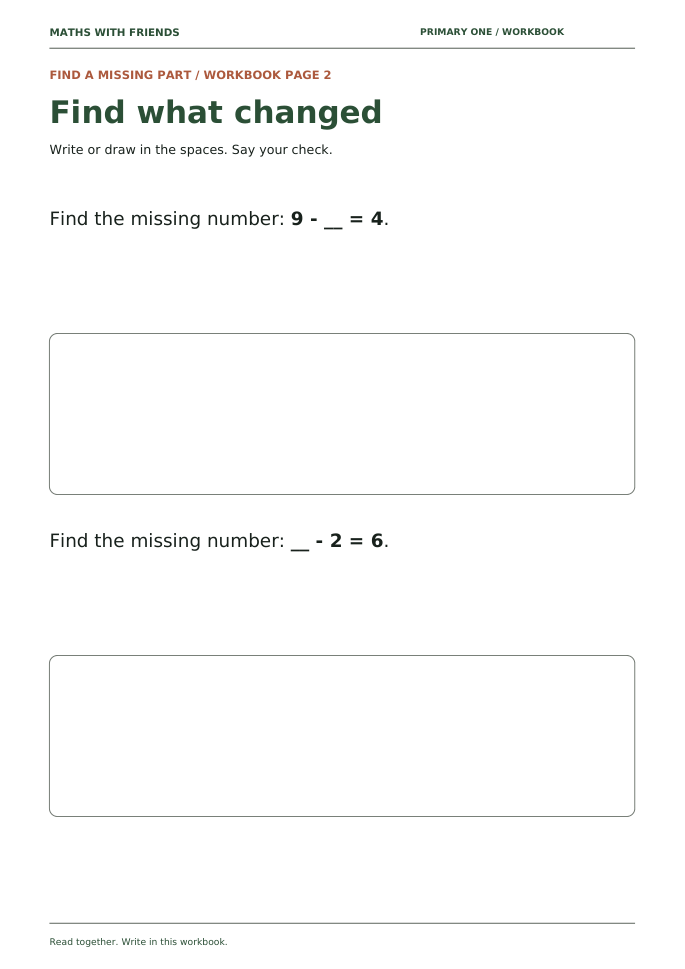 MATHS WITH FRIENDS
PRIMARY ONE / WORKBOOK
FIND A MISSING PART / WORKBOOK PAGE 2
Find what changed
Write or draw in the spaces. Say your check.
Find the missing number: 9 - __ = 4.
Find the missing number: __ - 2 = 6.
Read together. Write in this workbook.